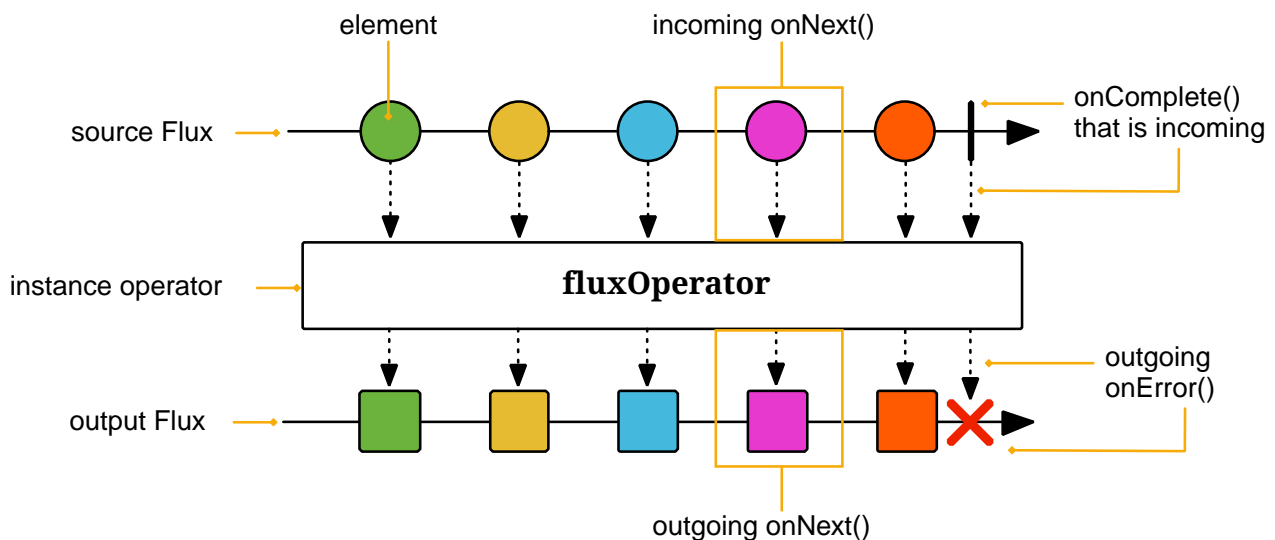 element
incoming onNext()
source Flux
onComplete()
that is incoming
instance operator
fluxOperator
outgoing
onError()
output Flux
outgoing onNext()